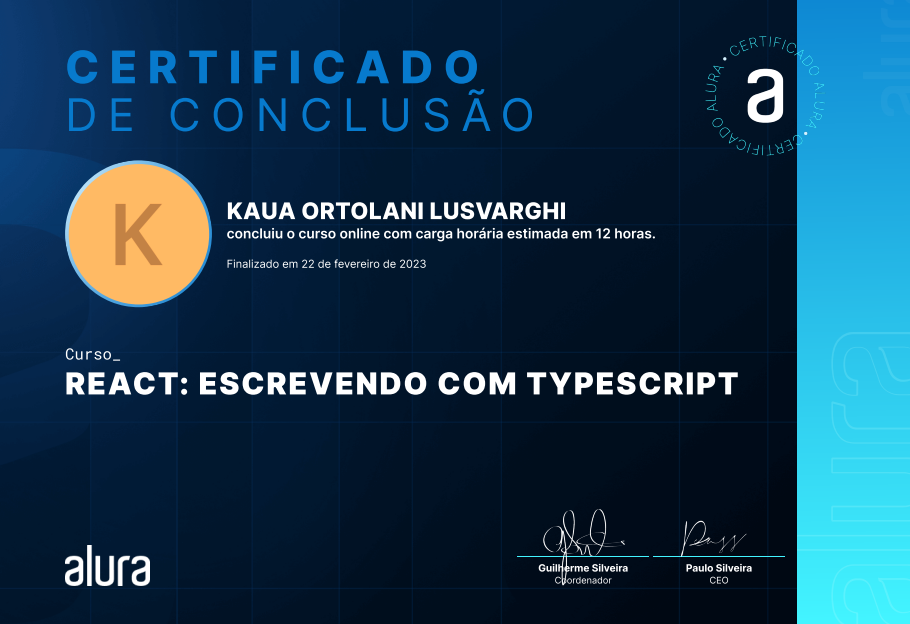 CERTIFICADO
DE CONCLUSÃO
CERTIFICADO ALURA • CERTIFICADO ALURA •
a
K
KAUA ORTOLANI LUSVARGHI
concluiu o curso online com carga horária estimada em 12 horas.
Finalizado em 22 de fevereiro de 2023
Curso_
REACT: ESCREVENDO COM TYPESCRIPT
alura
Guilherme Silveira
Coordenador
Paulo Silveira
CEO
alura
alura